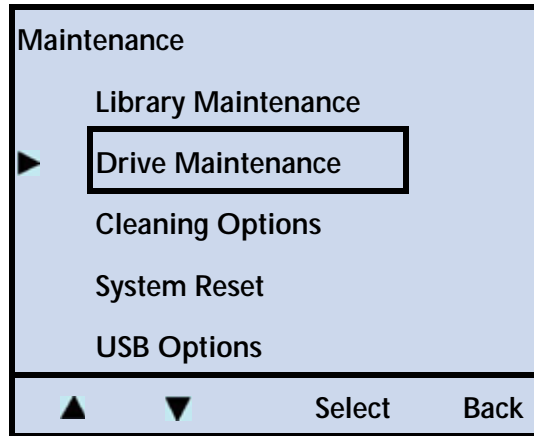 Maintenance
Library Maintenance
Drive Maintenance
Cleaning Options
System Reset
USB Options
Select Back